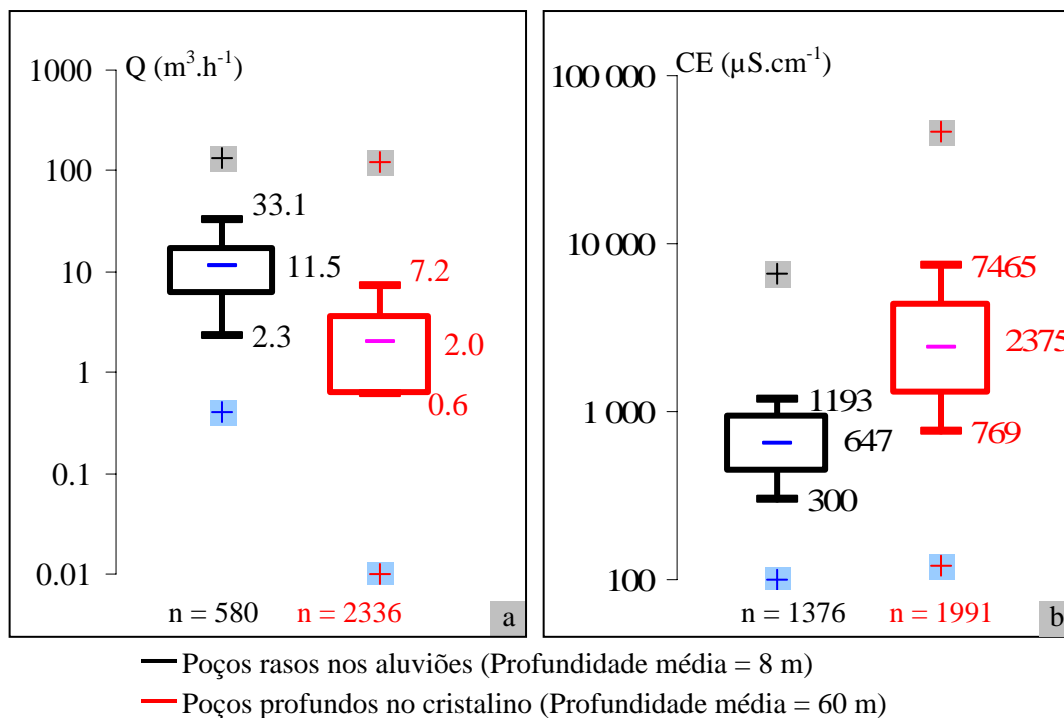 Q (m³.h⁻¹)
1000
100
10
1
0.1
0.01
33.1
11.5
2.3
7.2
2.0
0.6
n = 580
n = 2336
a
CE (µS.cm⁻¹)
100 000
10 000
1 000
100
1193
647
300
7465
2375
769
n = 1376
n = 1991
b
Poços rasos nos aluviões (Profundidade média = 8 m)
Poços profundos no cristalino (Profundidade média = 60 m)